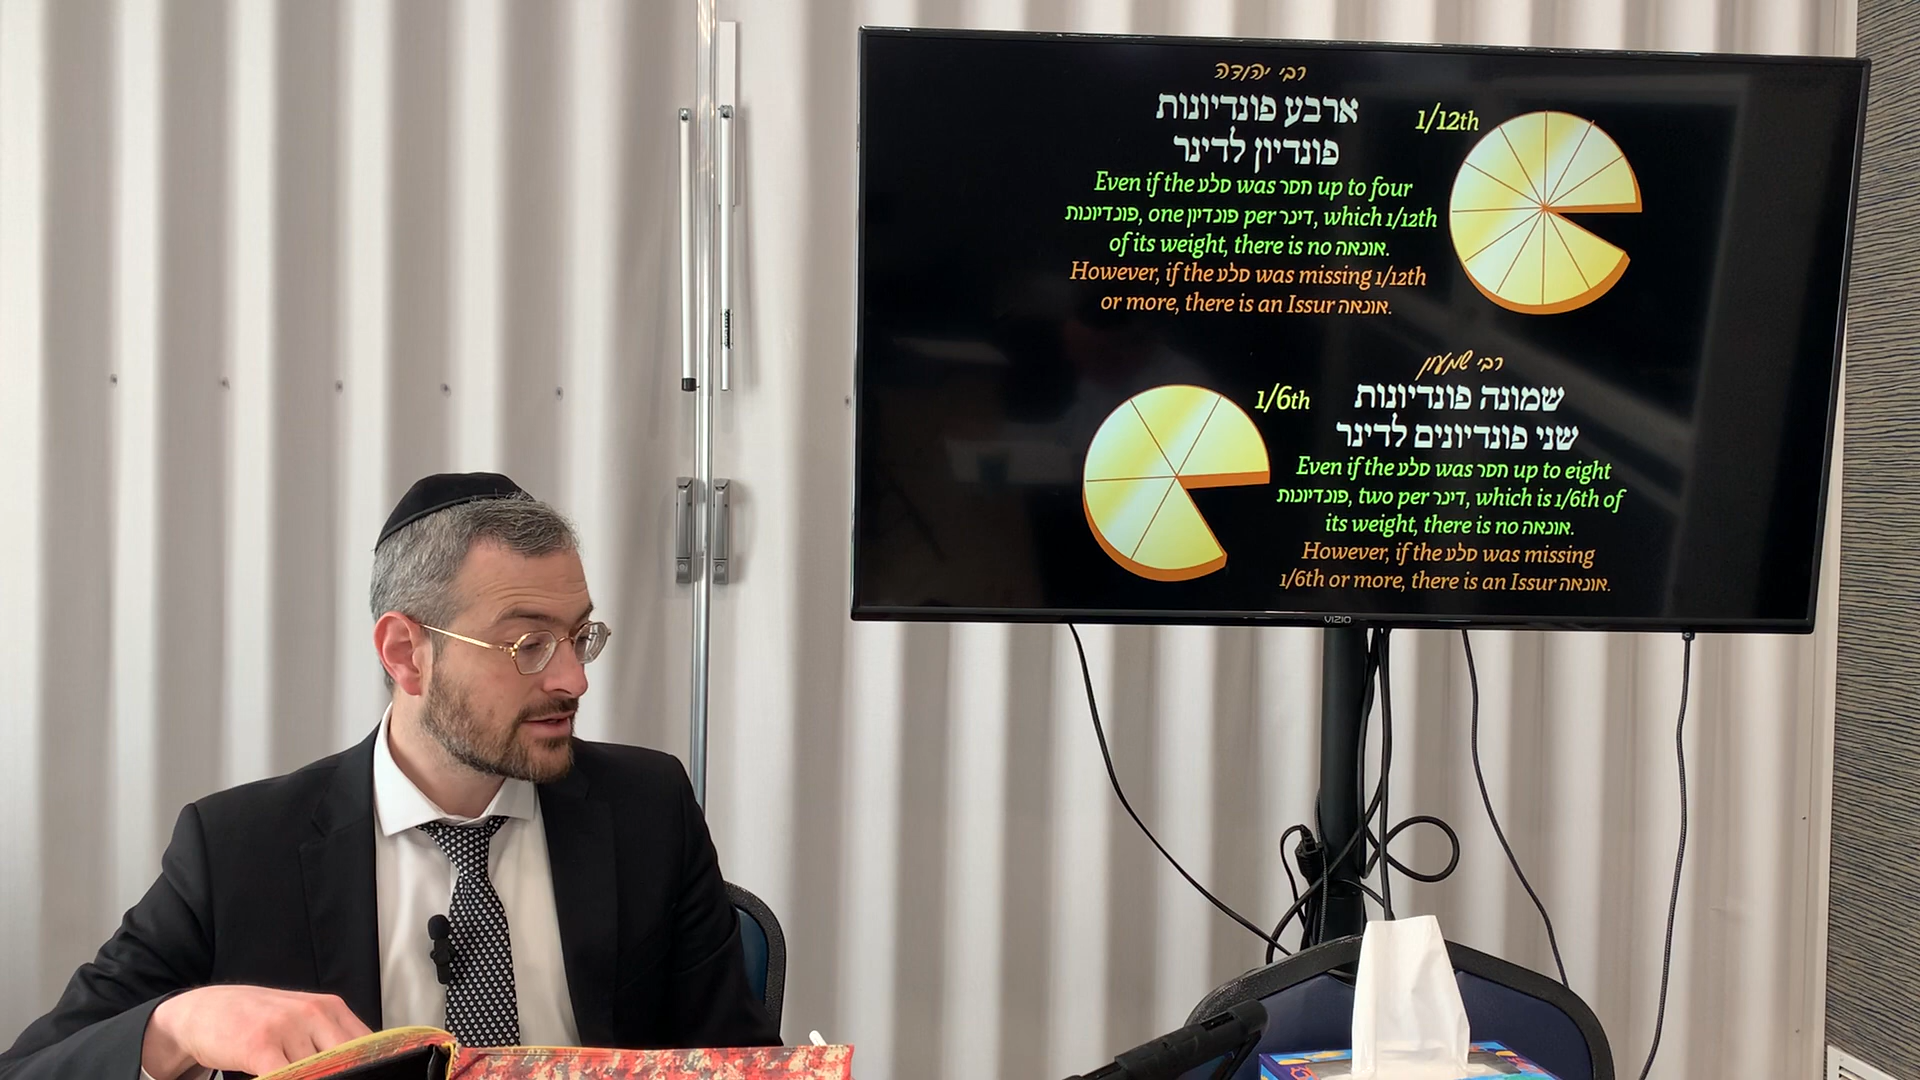 רבי יהודה
ארבע פונדיונות
פונדיון לדינר
1/12th
Even if the סלע was חסר up to four
פונדיונות, one פונדיון per דינר, which 1/12th
of its weight, there is no אונאה.
However, if the סלע was missing 1/12th
or more, there is an Issur אונאה.
רבי שמעון
1/6th
שמונה פונדיונות
שני פונדיונים לדינר
Even if the סלע was חסר up to eight
פונדיונות, two per דינר, which is 1/6th of
its weight, there is no אונאה.
However, if the סלע was missing
1/6th or more, there is an Issur אונאה.
VIZIO